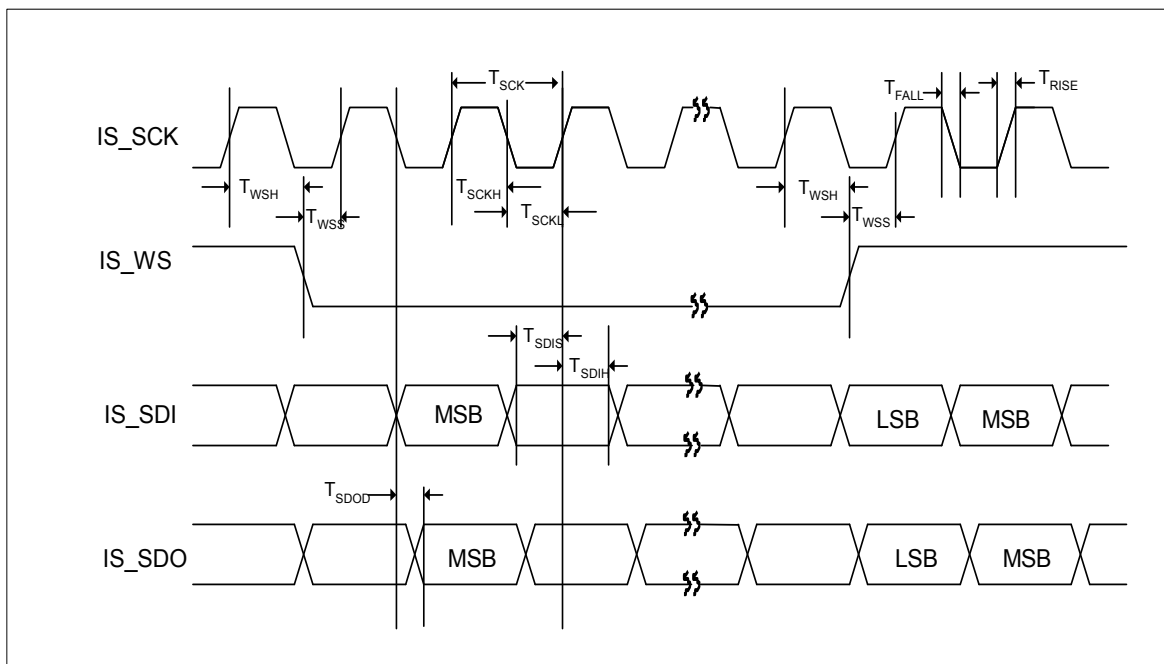 T_SCK
T_FALL
T_RISE
IS_SCK
T_WSH
T_SCKH
T_WSH
T_WSS
T_SCKL
T_WSS
IS_WS
T_SDIS
T_SDIH
IS_SDI
MSB
LSB
MSB
T_SDOD
IS_SDO
MSB
LSB
MSB